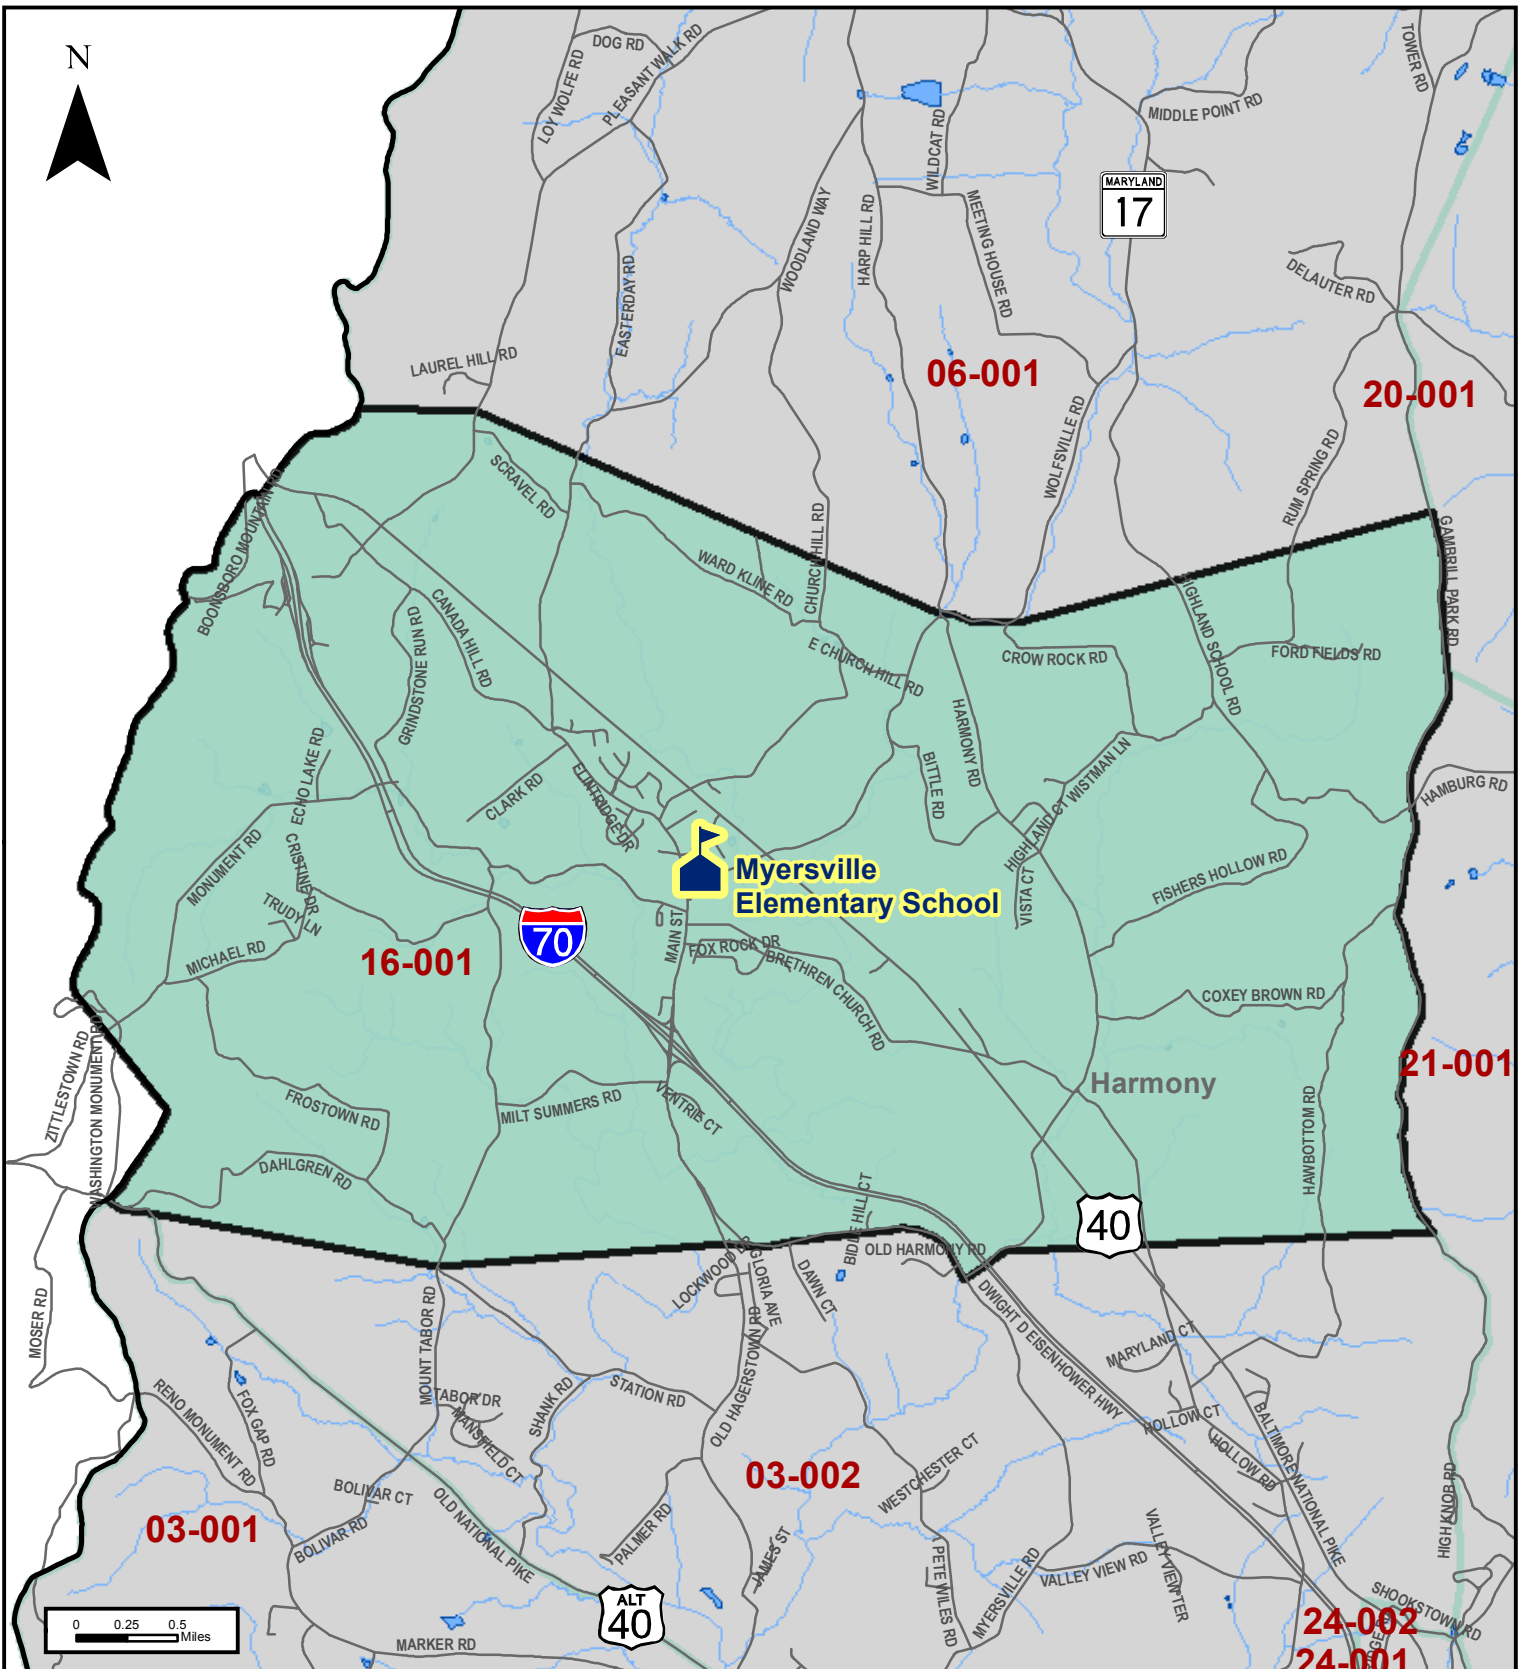 N
DOG RD
PLEASANT WALK RD
LOY WOLFE RD
TOWER RD
MIDDLE POINT RD
WILDCAT RD
MARYLAND
17
WOODLAND WAY
HARP HILL RD
MEETING HOUSE RD
DELAUTER RD
EASTERDAY RD
LAUREL HILL RD
06-001
20-001
WOLFSVILLE RD
RUM SPRING RD
SCRAVEL RD
BOONSBORO MOUNTAIN RD
WARD KLINE RD
CHURCH HILL RD
GAMBRILL PARK RD
HIGHLAND SCHOOL RD
CANADA HILL RD
GRINDSTONE RUN RD
E CHURCH HILL RD
CROW ROCK RD
FORD FIELDS RD
HARMONY RD
ECHO LAKE RD
BITTLE RD
WISTMAN LN
HIGHLAND CT
HAMBURG RD
CLARK RD
FLINTRIDGE DR
MONUMENT RD
CRISTINE DR
Myersville
Elementary School
FISHERS HOLLOW RD
VISTA CT
TRUDY LN
MICHAEL RD
16-001
70
MAIN ST
FOX ROCK DR
BRETHREN CHURCH RD
COXEY BROWN RD
ZITTLESTOWN RD
WASHINGTON MONUMENT RD
21-001
Harmony
FROSTOWN RD
MILT SUMMERS RD
VENTRIE CT
HAWBOTTOM RD
DAHLGREN RD
BIDLE HILL CT
40
OLD HARMONY RD
LOCKWOOD DR
GLORIA AVE
DAWN CT
MOSER RD
MOUNT TABOR RD
DWIGHT D EISENHOWER HWY
MARYLAND CT
OLD HAGERSTOWN RD
RENO MONUMENT RD
FOX GAP RD
TABOR DR
MANSFIELD CT
SHANK RD
STATION RD
HOLLOW CT
HOLLOW RD
BALTIMORE NATIONAL PIKE
03-002
WESTCHESTER CT
HIGH KNOB RD
BOLIVAR CT
OLD NATIONAL PIKE
03-001
BOLIVAR RD
PALMER RD
JAMES ST
PETE WILES RD
MYERSVILLE RD
VALLEY VIEW RD
VALLEY VIEW TER
SHOOKSTOWN RD
ALT
40
0 0.25 0.5
Miles
MARKER RD
24-002
24-001